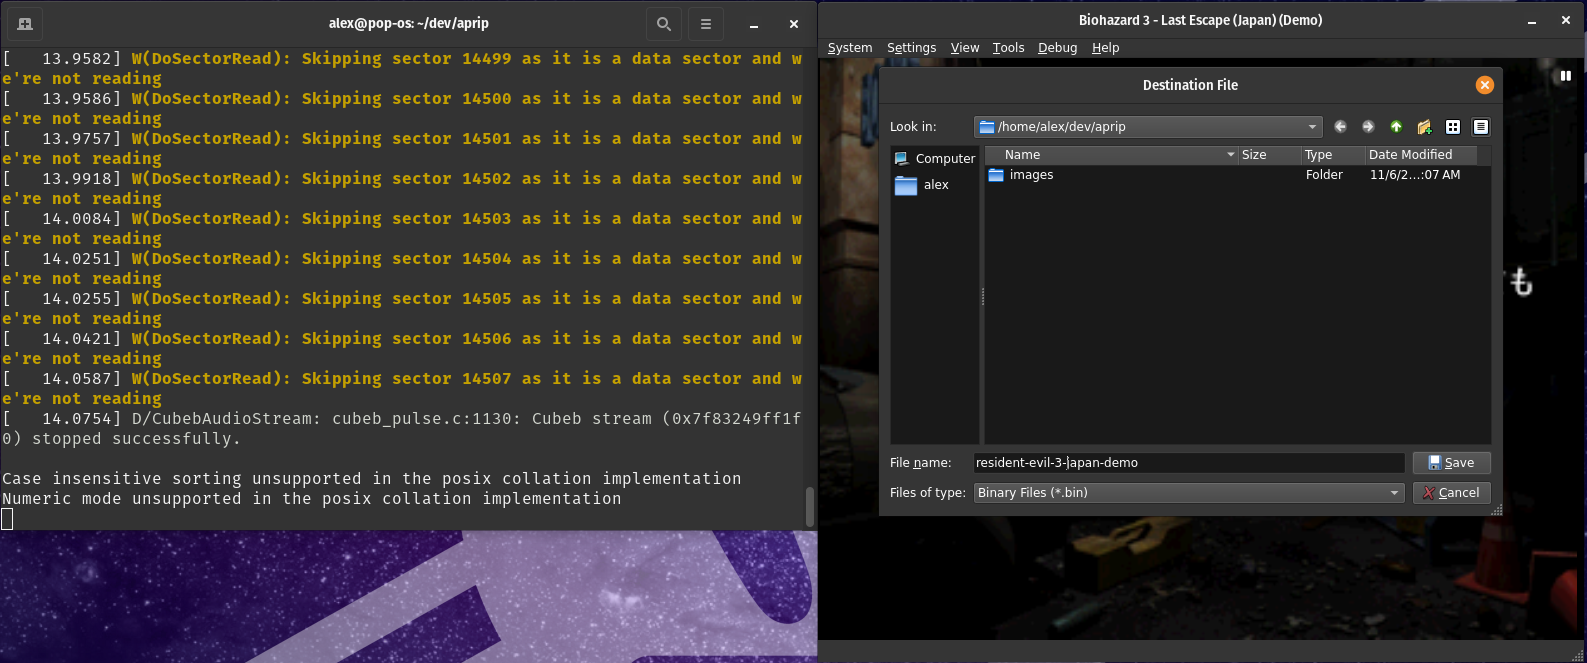 alex@pop-os: ~/dev/aprip
[   13.9582] W(DoSectorRead): Skipping sector 14499 as it is a data sector and w
e're not reading
[   13.9586] W(DoSectorRead): Skipping sector 14500 as it is a data sector and w
e're not reading
[   13.9757] W(DoSectorRead): Skipping sector 14501 as it is a data sector and w
e're not reading
[   13.9918] W(DoSectorRead): Skipping sector 14502 as it is a data sector and w
e're not reading
[   14.0084] W(DoSectorRead): Skipping sector 14503 as it is a data sector and w
e're not reading
[   14.0251] W(DoSectorRead): Skipping sector 14504 as it is a data sector and w
e're not reading
[   14.0255] W(DoSectorRead): Skipping sector 14505 as it is a data sector and w
e're not reading
[   14.0421] W(DoSectorRead): Skipping sector 14506 as it is a data sector and w
e're not reading
[   14.0587] W(DoSectorRead): Skipping sector 14507 as it is a data sector and w
e're not reading
[   14.0754] D/CubebAudioStream: cubeb_pulse.c:1130: Cubeb stream (0x7f83249ff1f
0) stopped successfully.
Case insensitive sorting unsupported in the posix collation implementation
Numeric mode unsupported in the posix collation implementation
Biohazard 3 - Last Escape (Japan) (Demo)
System Settings View Tools Debug Help
Destination File
Look in: /home/alex/dev/aprip
Computer
alex
Name Size Type Date Modified
images Folder 11/6/2...:07 AM
t
File name: resident-evil-3-japan-demo Save
Files of type: Binary Files (*.bin) Cancel